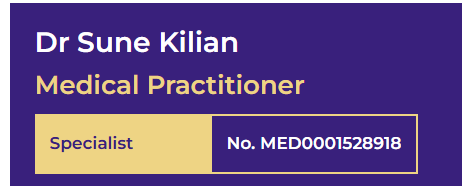 Dr Sune Kilian
Medical Practitioner
Specialist No. MED0001528918